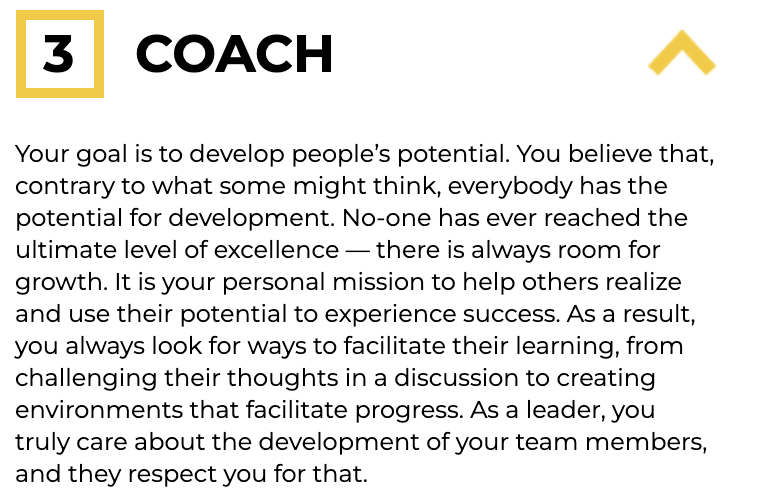 3 COACH
Your goal is to develop people’s potential. You believe that,
contrary to what some might think, everybody has the
potential for development. No-one has ever reached the
ultimate level of excellence — there is always room for
growth. It is your personal mission to help others realize
and use their potential to experience success. As a result,
you always look for ways to facilitate their learning, from
challenging their thoughts in a discussion to creating
environments that facilitate progress. As a leader, you
truly care about the development of your team members,
and they respect you for that.